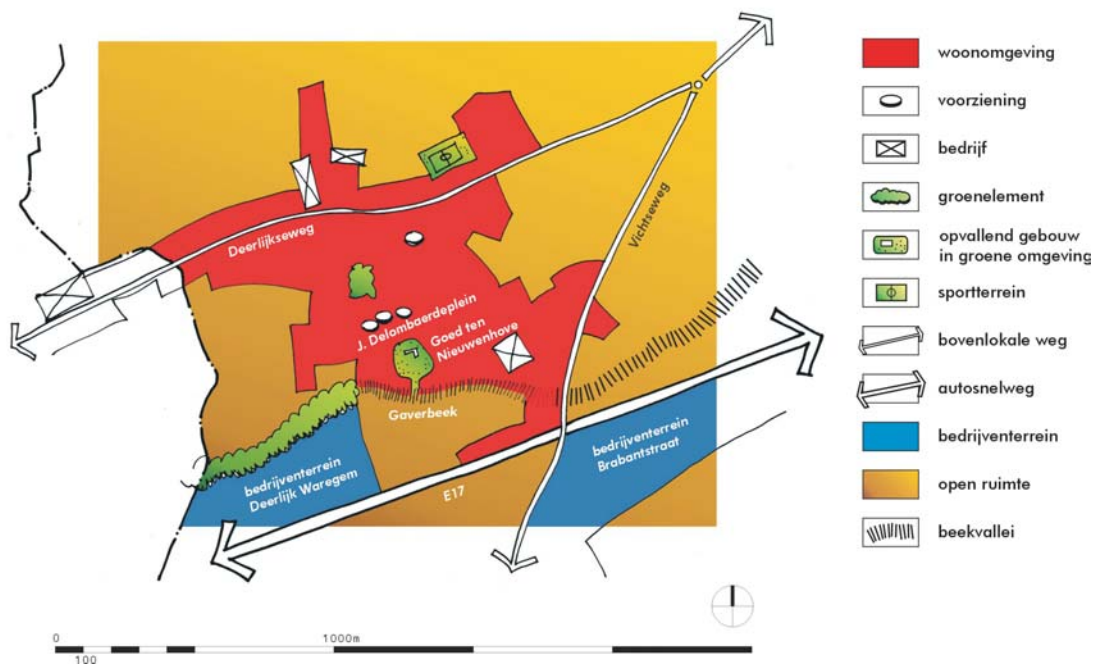 Deerlijkseweg
Vichtseweg
J. Delombaerdeplein
Goed ten
Nieuwenhove
Gaverbeek
bedrijventerrein
Deerlijk Waregem
E17
bedrijventerrein
Brabantstraat
woonomgeving
voorziening
bedrijf
groenelement
opvallend gebouw
in groene omgeving
sportterrein
bovenlokale weg
autosnelweg
bedrijventerrein
open ruimte
beekvallei
0
1000m
100